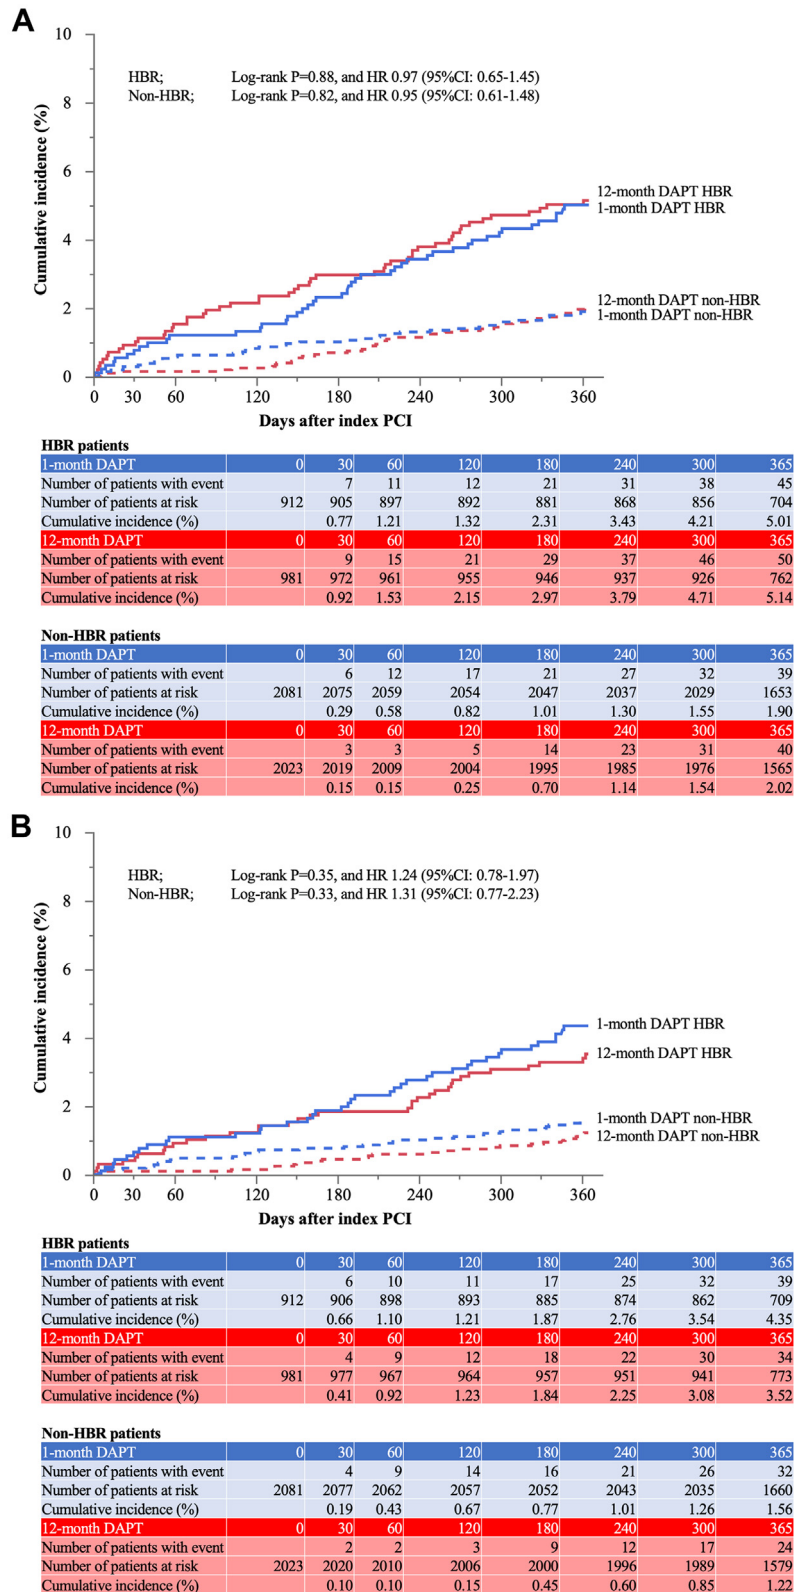 A
10
HBR; Log-rank P=0.88, and HR 0.97 (95%CI: 0.65-1.45)
Non-HBR; Log-rank P=0.82, and HR 0.95 (95%CI: 0.61-1.48)
8
6
4
2
0
Cumulative incidence (%)
12-month DAPT HBR
1-month DAPT HBR
12-month DAPT non-HBR
1-month DAPT non-HBR
0 30 60 120 180 240 300 360
Days after index PCI
HBR patients
1-month DAPT 0 30 60 120 180 240 300 365
Number of patients with event 7 11 12 21 31 38 45
Number of patients at risk 912 905 897 892 881 868 856 704
Cumulative incidence (%) 0.77 1.21 1.32 2.31 3.43 4.21 5.01
12-month DAPT 0 30 60 120 180 240 300 365
Number of patients with event 9 15 21 29 37 46 50
Number of patients at risk 981 972 961 955 946 937 926 762
Cumulative incidence (%) 0.92 1.53 2.15 2.97 3.79 4.71 5.14
Non-HBR patients
1-month DAPT 0 30 60 120 180 240 300 365
Number of patients with event 6 12 17 21 27 32 39
Number of patients at risk 2081 2075 2059 2054 2047 2037 2029 1653
Cumulative incidence (%) 0.29 0.58 0.82 1.01 1.30 1.55 1.90
12-month DAPT 0 30 60 120 180 240 300 365
Number of patients with event 3 3 5 14 23 31 40
Number of patients at risk 2023 2019 2009 2004 1995 1985 1976 1565
Cumulative incidence (%) 0.15 0.15 0.25 0.70 1.14 1.54 2.02
B
10
HBR; Log-rank P=0.35, and HR 1.24 (95%CI: 0.78-1.97)
Non-HBR; Log-rank P=0.33, and HR 1.31 (95%CI: 0.77-2.23)
8
6
4
2
0
Cumulative incidence (%)
1-month DAPT HBR
12-month DAPT HBR
1-month DAPT non-HBR
12-month DAPT non-HBR
0 30 60 120 180 240 300 360
Days after index PCI
HBR patients
1-month DAPT 0 30 60 120 180 240 300 365
Number of patients with event 6 10 11 17 25 32 39
Number of patients at risk 912 906 898 893 885 874 862 709
Cumulative incidence (%) 0.66 1.10 1.21 1.87 2.76 3.54 4.35
12-month DAPT 0 30 60 120 180 240 300 365
Number of patients with event 4 9 12 18 22 30 34
Number of patients at risk 981 977 967 964 957 951 941 773
Cumulative incidence (%) 0.41 0.92 1.23 1.84 2.25 3.08 3.52
Non-HBR patients
1-month DAPT 0 30 60 120 180 240 300 365
Number of patients with event 4 9 14 16 21 26 32
Number of patients at risk 2081 2077 2062 2057 2052 2043 2035 1660
Cumulative incidence (%) 0.19 0.43 0.67 0.77 1.01 1.26 1.56
12-month DAPT 0 30 60 120 180 240 300 365
Number of patients with event 2 2 3 9 12 17 24
Number of patients at risk 2023 2020 2010 2006 2000 1996 1989 1579
Cumulative incidence (%) 0.10 0.10 0.15 0.45 0.60 0.85 1.22